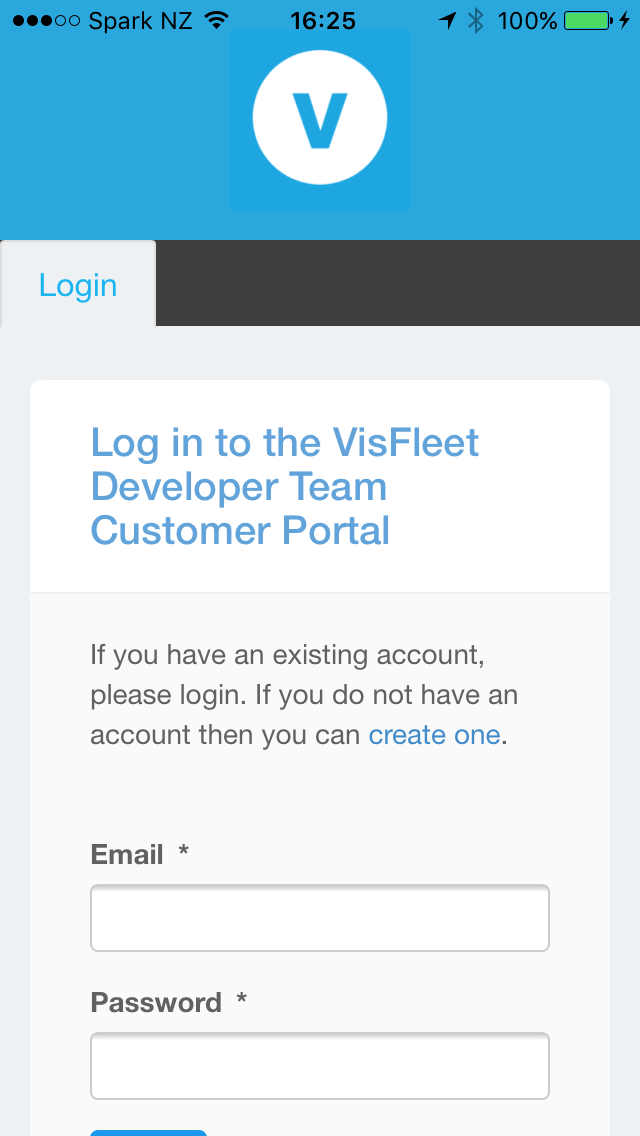 Spark NZ 16:25 100%
V
Login
Log in to the VisFleet
Developer Team
Customer Portal
If you have an existing account,
please login. If you do not have an
account then you can create one.
Email *
Password *